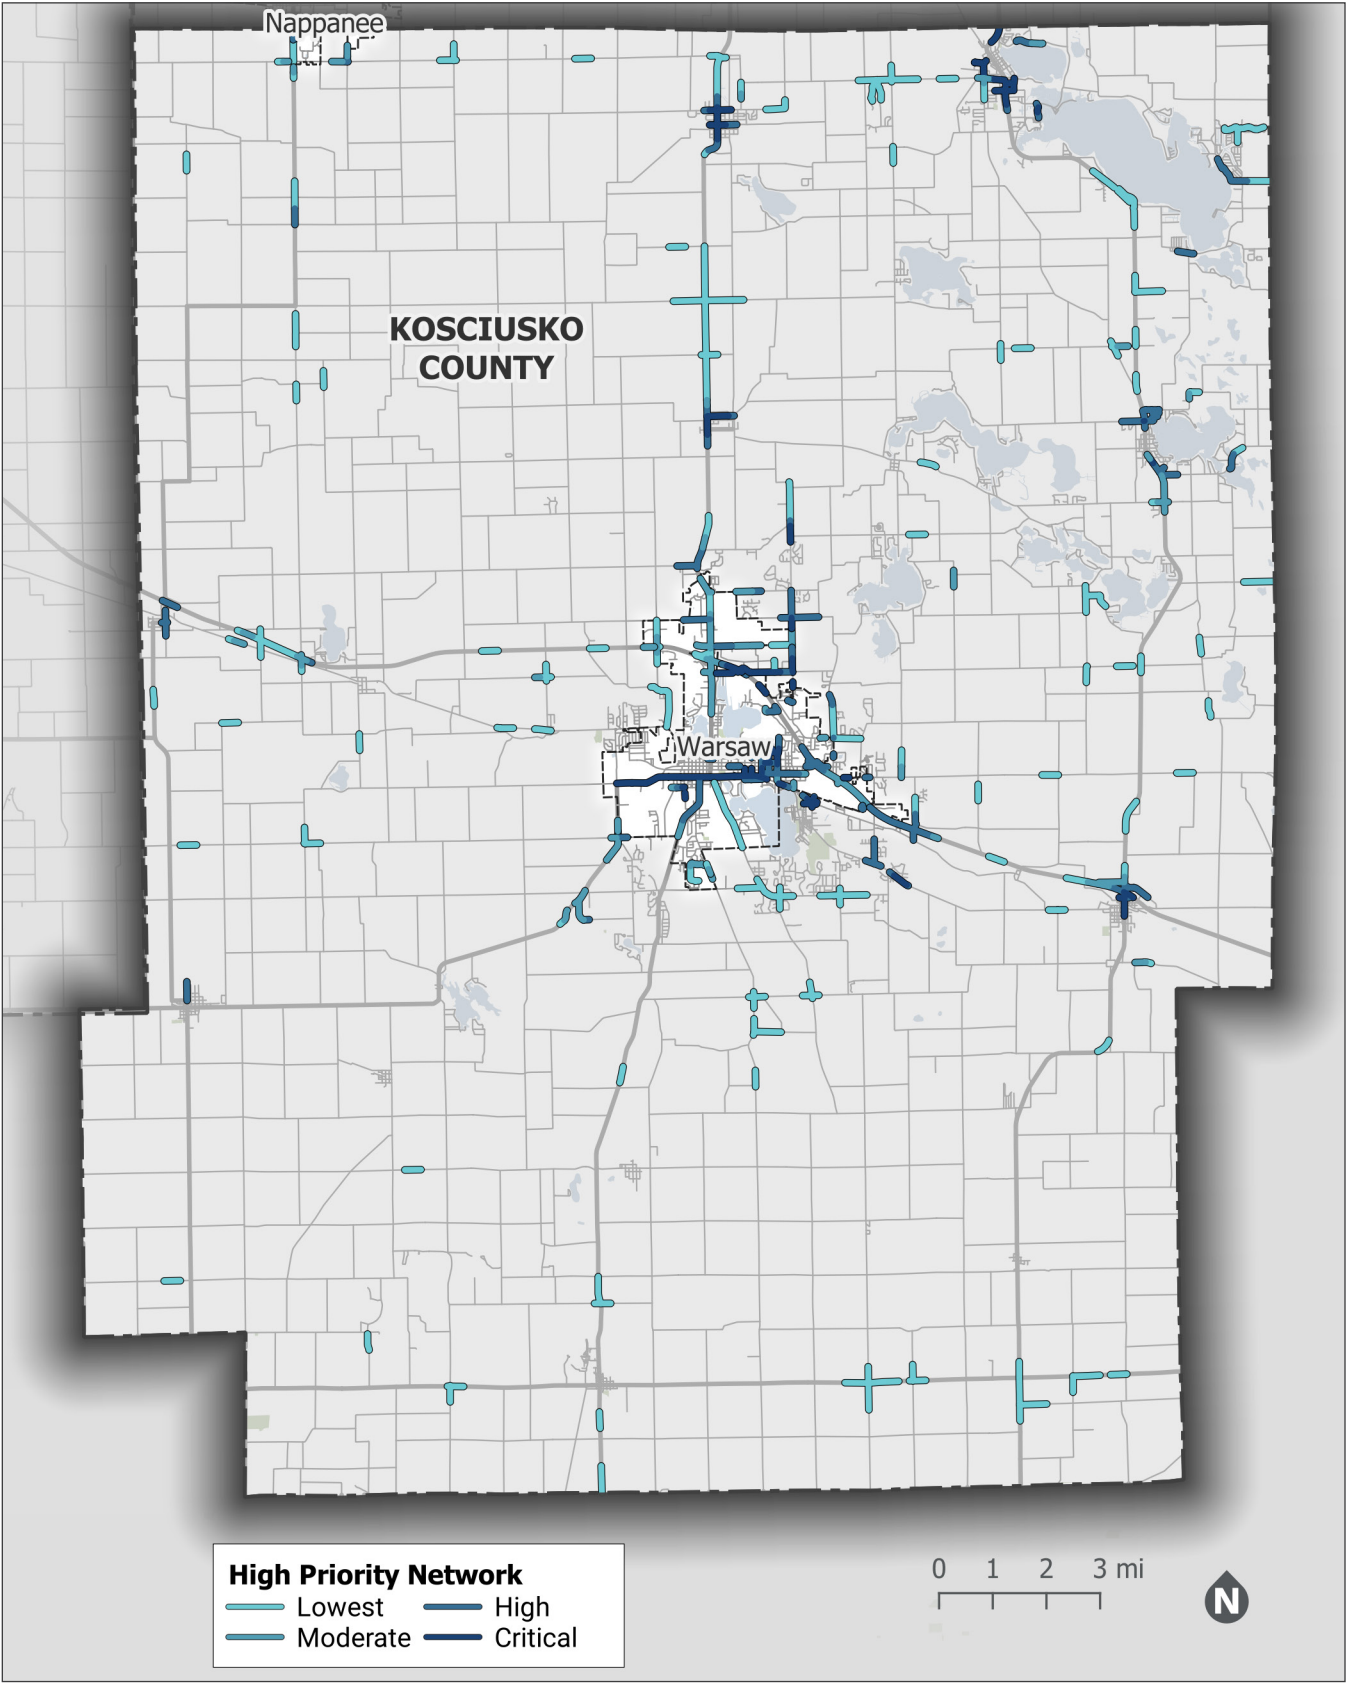 Nappanee
KOSCIUSKO
COUNTY
Warsaw
High Priority Network
Lowest
High
Moderate
Critical
0 1 2 3 mi
N